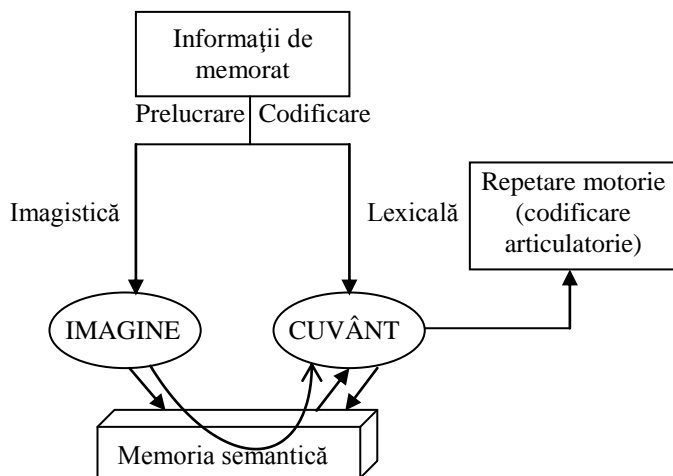 Informaţii de
memorat
Prelucrare Codificare
Imagistică
Lexicală
Repetare motorie
(codificare
articulatorie)
IMAGINE
CUVÂNT
Memoria semantică